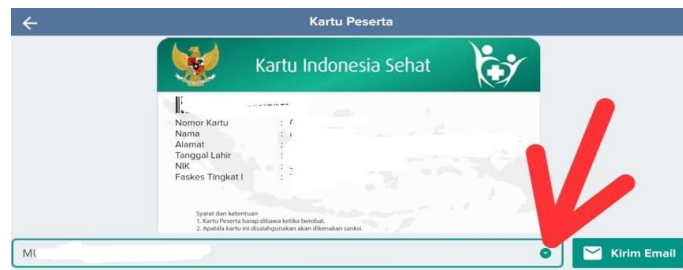 Kartu Peserta
Kartu Indonesia Sehat
Nomor Kartu :
Nama :
Alamat :
Tanggal Lahir :
NIK :
Faskes Tingkat I :
Syarat dan ketentuan
1. Kartu Peserta harap dibawa ketika berobat.
2. Apabila kartu ini disalahgunakan akan dikenakan sanksi.
Kirim Email